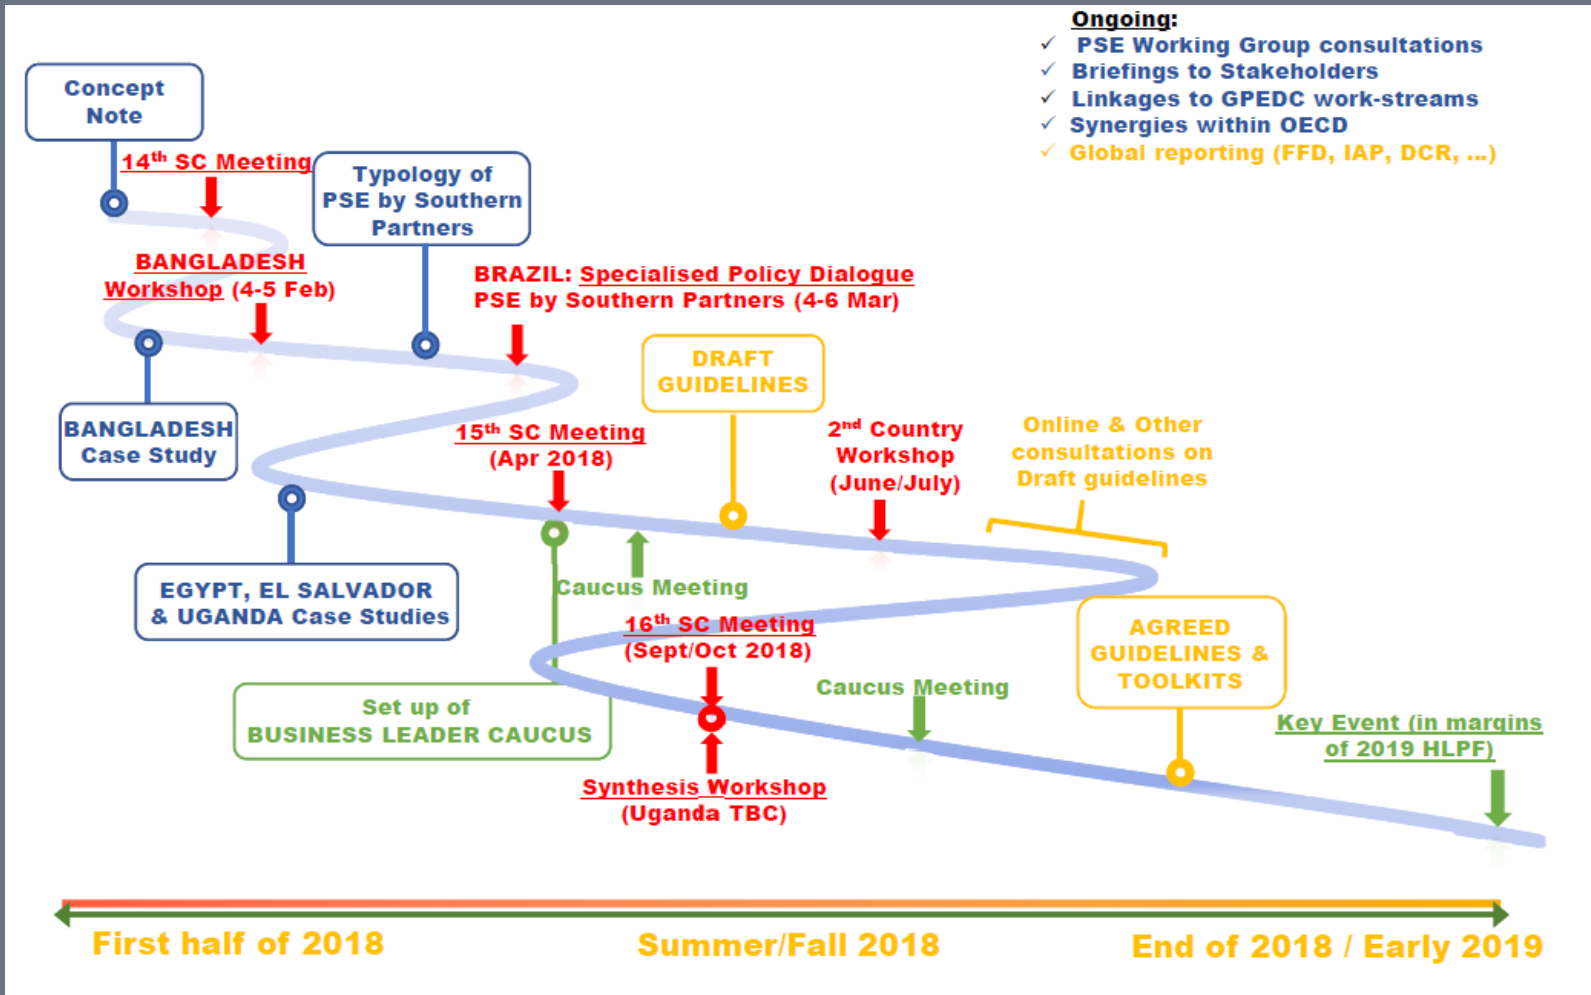 Ongoing:
✓ PSE Working Group consultations
✓ Briefings to Stakeholders
✓ Linkages to GPEDC work-streams
✓ Synergies within OECD
✓ Global reporting (FFD, IAP, DCR, ...)
Concept
Note
14th SC Meeting
Typology of
PSE by Southern
Partners
BANGLADESH
Workshop (4-5 Feb)
BRAZIL: Specialised Policy Dialogue
PSE by Southern Partners (4-6 Mar)
BANGLADESH
Case Study
DRAFT
GUIDELINES
15th SC Meeting
(Apr 2018)
2nd Country
Workshop
(June/July)
Online & Other
consultations on
Draft guidelines
EGYPT, EL SALVADOR
& UGANDA Case Studies
Caucus Meeting
16th SC Meeting
(Sept/Oct 2018)
AGREED
GUIDELINES &
TOOLKITS
Set up of
BUSINESS LEADER CAUCUS
Caucus Meeting
Key Event (in margins
of 2019 HLPF)
Synthesis Workshop
(Uganda TBC)
First half of 2018
Summer/Fall 2018
End of 2018 / Early 2019